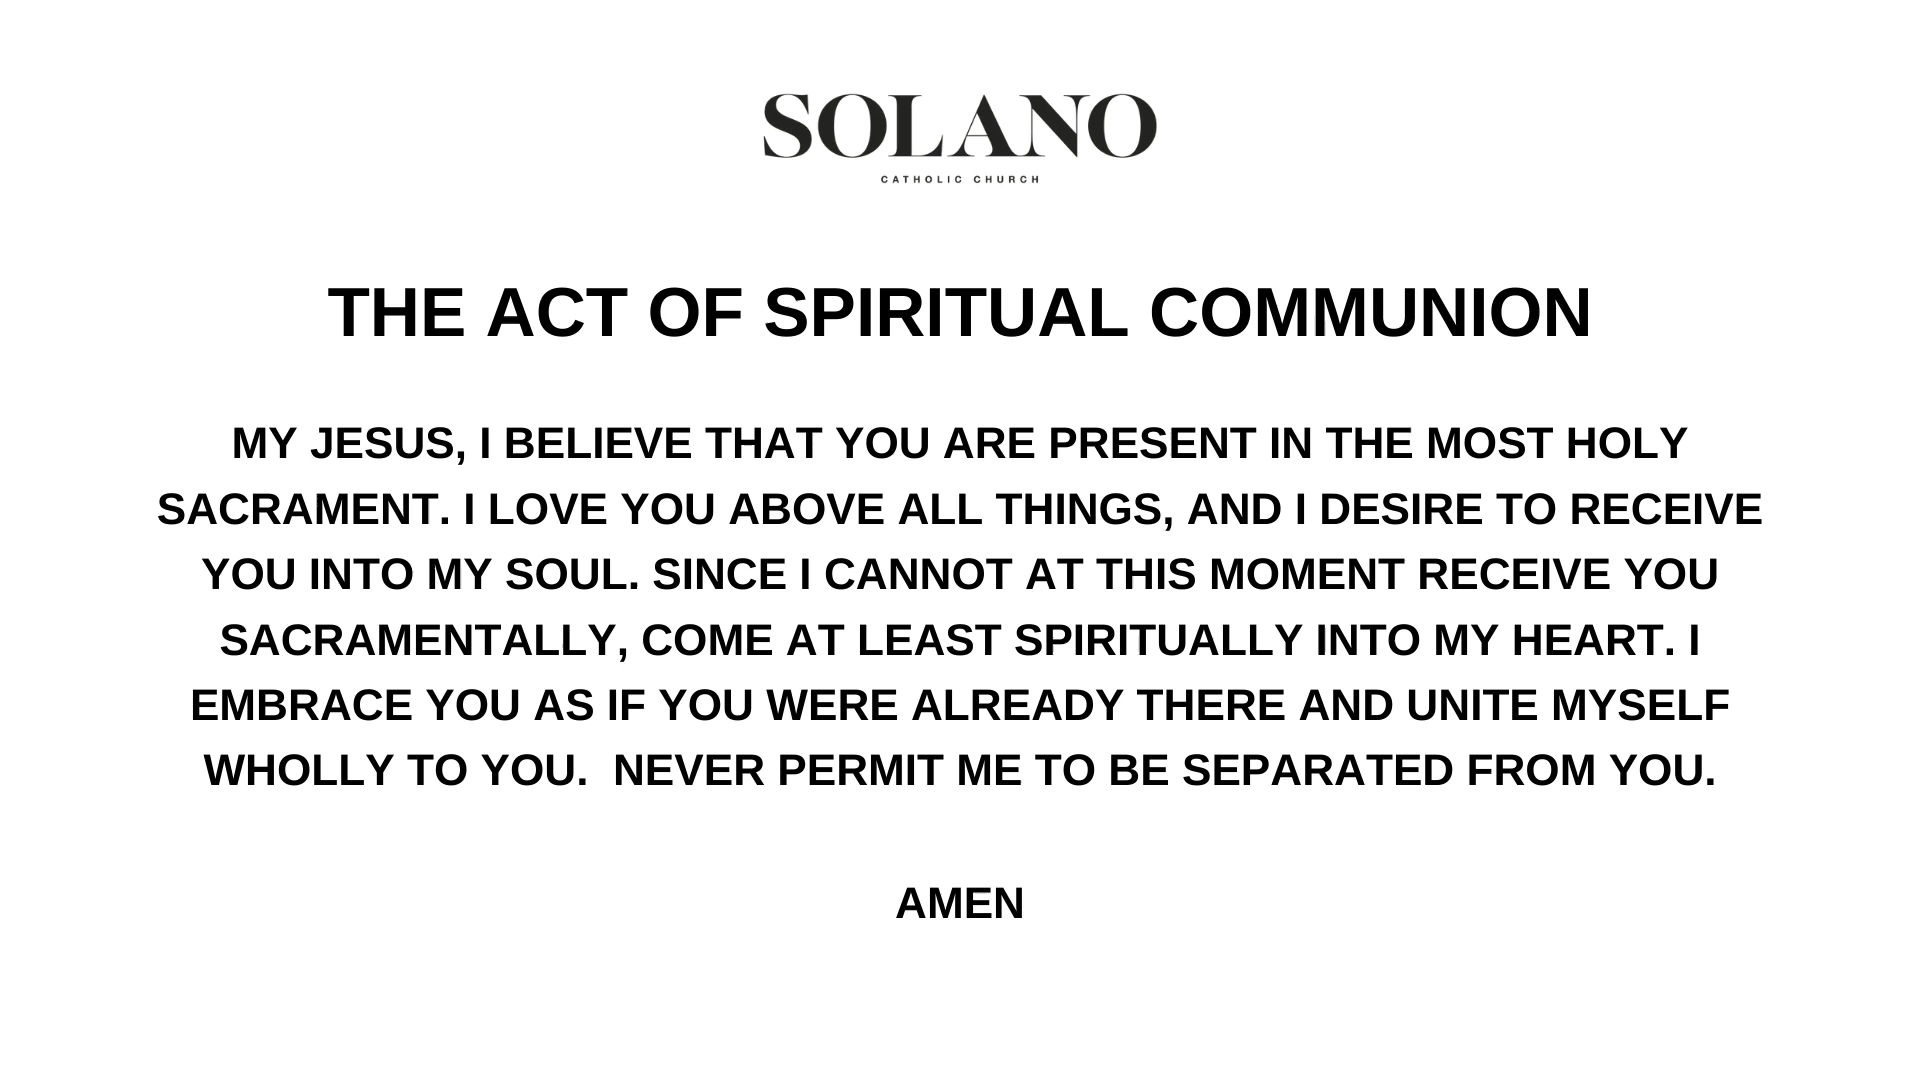 SOLANO
CATHOLIC CHURCH
THE ACT OF SPIRITUAL COMMUNION
MY JESUS, I BELIEVE THAT YOU ARE PRESENT IN THE MOST HOLY
SACRAMENT. I LOVE YOU ABOVE ALL THINGS, AND I DESIRE TO RECEIVE
YOU INTO MY SOUL. SINCE I CANNOT AT THIS MOMENT RECEIVE YOU
SACRAMENTALLY, COME AT LEAST SPIRITUALLY INTO MY HEART. I
EMBRACE YOU AS IF YOU WERE ALREADY THERE AND UNITE MYSELF
WHOLLY TO YOU.  NEVER PERMIT ME TO BE SEPARATED FROM YOU.
AMEN